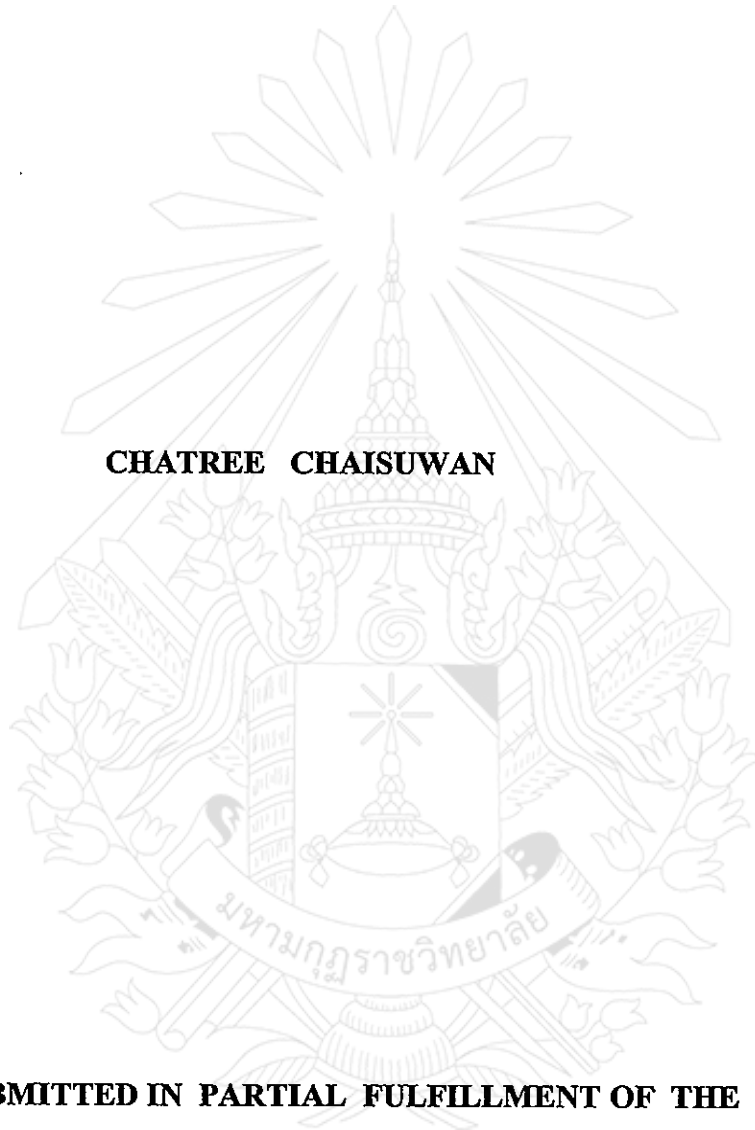 CHATREE CHAISUWAN
มหามกุฏราชวิทยาลัย
BMITTED IN PARTIAL FULFILLMENT OF THE